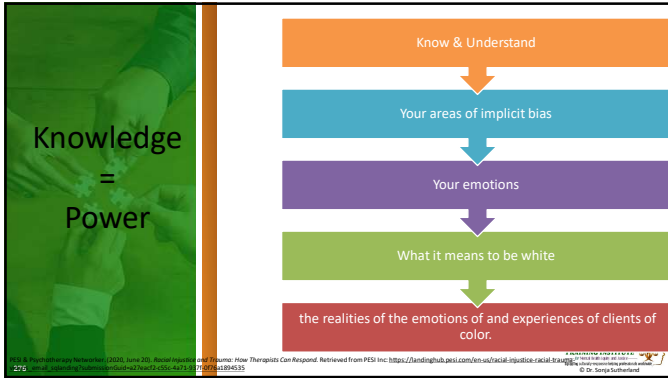 Knowledge
=
Power
Know & Understand
Your areas of implicit bias
Your emotions
What it means to be white
the realities of the emotions of and experiences of clients of
color.
PESI & Psychotherapy Networker. (2020, June 20). Racial Injustice and Trauma: How Therapists Can Respond. Retrieved from PESI Inc: https://landinghub.pesi.com/en-us/racial-injustice-racial-trauma-
276
© Dr. Sonja Sutherland